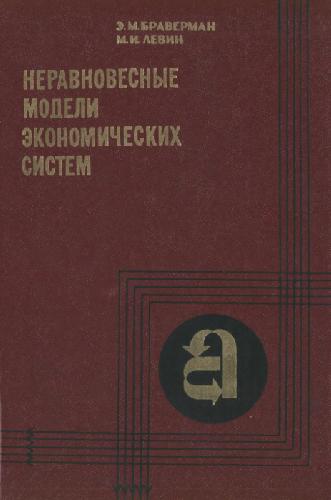 Э.М.БРАВЕРМАН
М.И.ЛЕВИН
НЕРАВНОВЕСНЫЕ
МОДЕЛИ
ЭКОНОМИЧЕСКИХ
СИСТЕМ